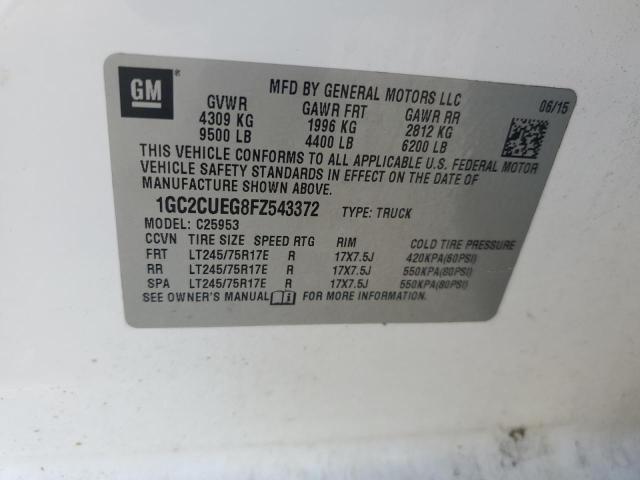 GM
MFD BY GENERAL MOTORS LLC
06/15
GVWR GAWR FRT GAWR RR
4309 KG 1996 KG 2812 KG
9500 LB 4400 LB 6200 LB
THIS VEHICLE CONFORMS TO ALL APPLICABLE U.S. FEDERAL MOTOR
VEHICLE SAFETY STANDARDS IN EFFECT ON THE DATE OF
MANUFACTURE SHOWN ABOVE.
1GC2CUEG8FZ543372 TYPE: TRUCK
MODEL: C25953
CCVN TIRE SIZE SPEED RTG RIM COLD TIRE PRESSURE
FRT LT245/75R17E R 17X7.5J 420KPA(60PSI)
RR LT245/75R17E R 17X7.5J 550KPA(80PSI)
SPA LT245/75R17E R 17X7.5J 550KPA(80PSI)
SEE OWNER'S MANUAL FOR MORE INFORMATION.